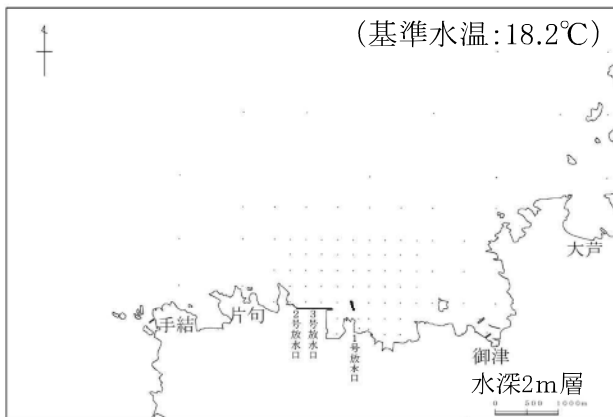 （基準水温：18.2℃）
大芦
手結
片句
2号放水口
3号放水口
1号放水口
御津
水深2m層
0 500 1000m